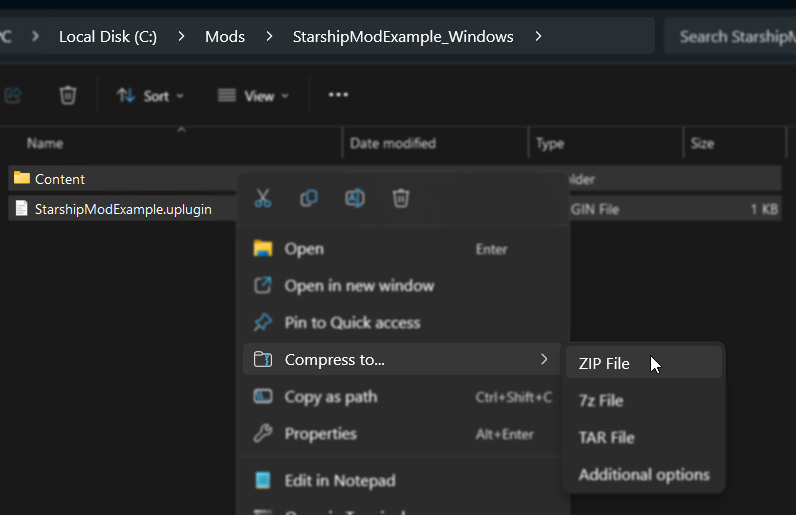 PC > Local Disk (C:) > Mods > StarshipModExample_Windows > Search StarshipM
Sort View
Name Date modified Type Size
Content older
StarshipModExample.uplugin GIN File 1 KB
Open Enter
Open in new window
Pin to Quick access
Compress to... >
ZIP File
7z File
Copy as path Ctrl+Shift+C
TAR File
Properties Alt+Enter
Additional options
Edit in Notepad